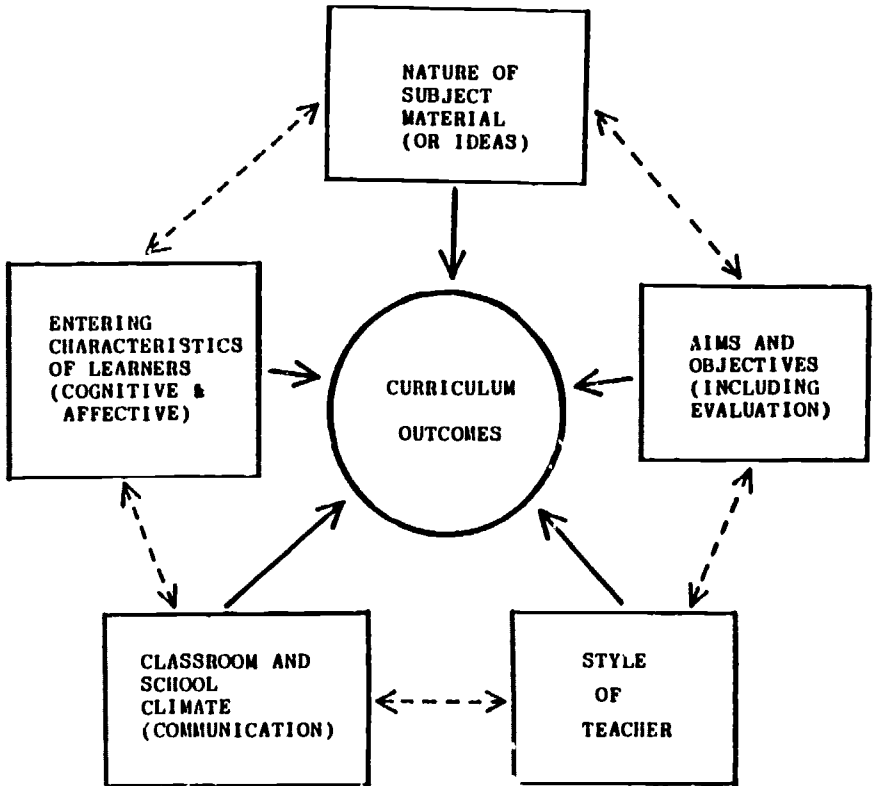 NATURE OF
SUBJECT
MATERIAL
(OR IDEAS)
ENTERING
CHARACTERISTICS
OF LEARNERS
(COGNITIVE &
AFFECTIVE)
AIMS AND
OBJECTIVES
(INCLUDING
EVALUATION)
CURRICULUM
OUTCOMES
CLASSROOM AND
SCHOOL
CLIMATE
(COMMUNICATION)
STYLE
OF
TEACHER